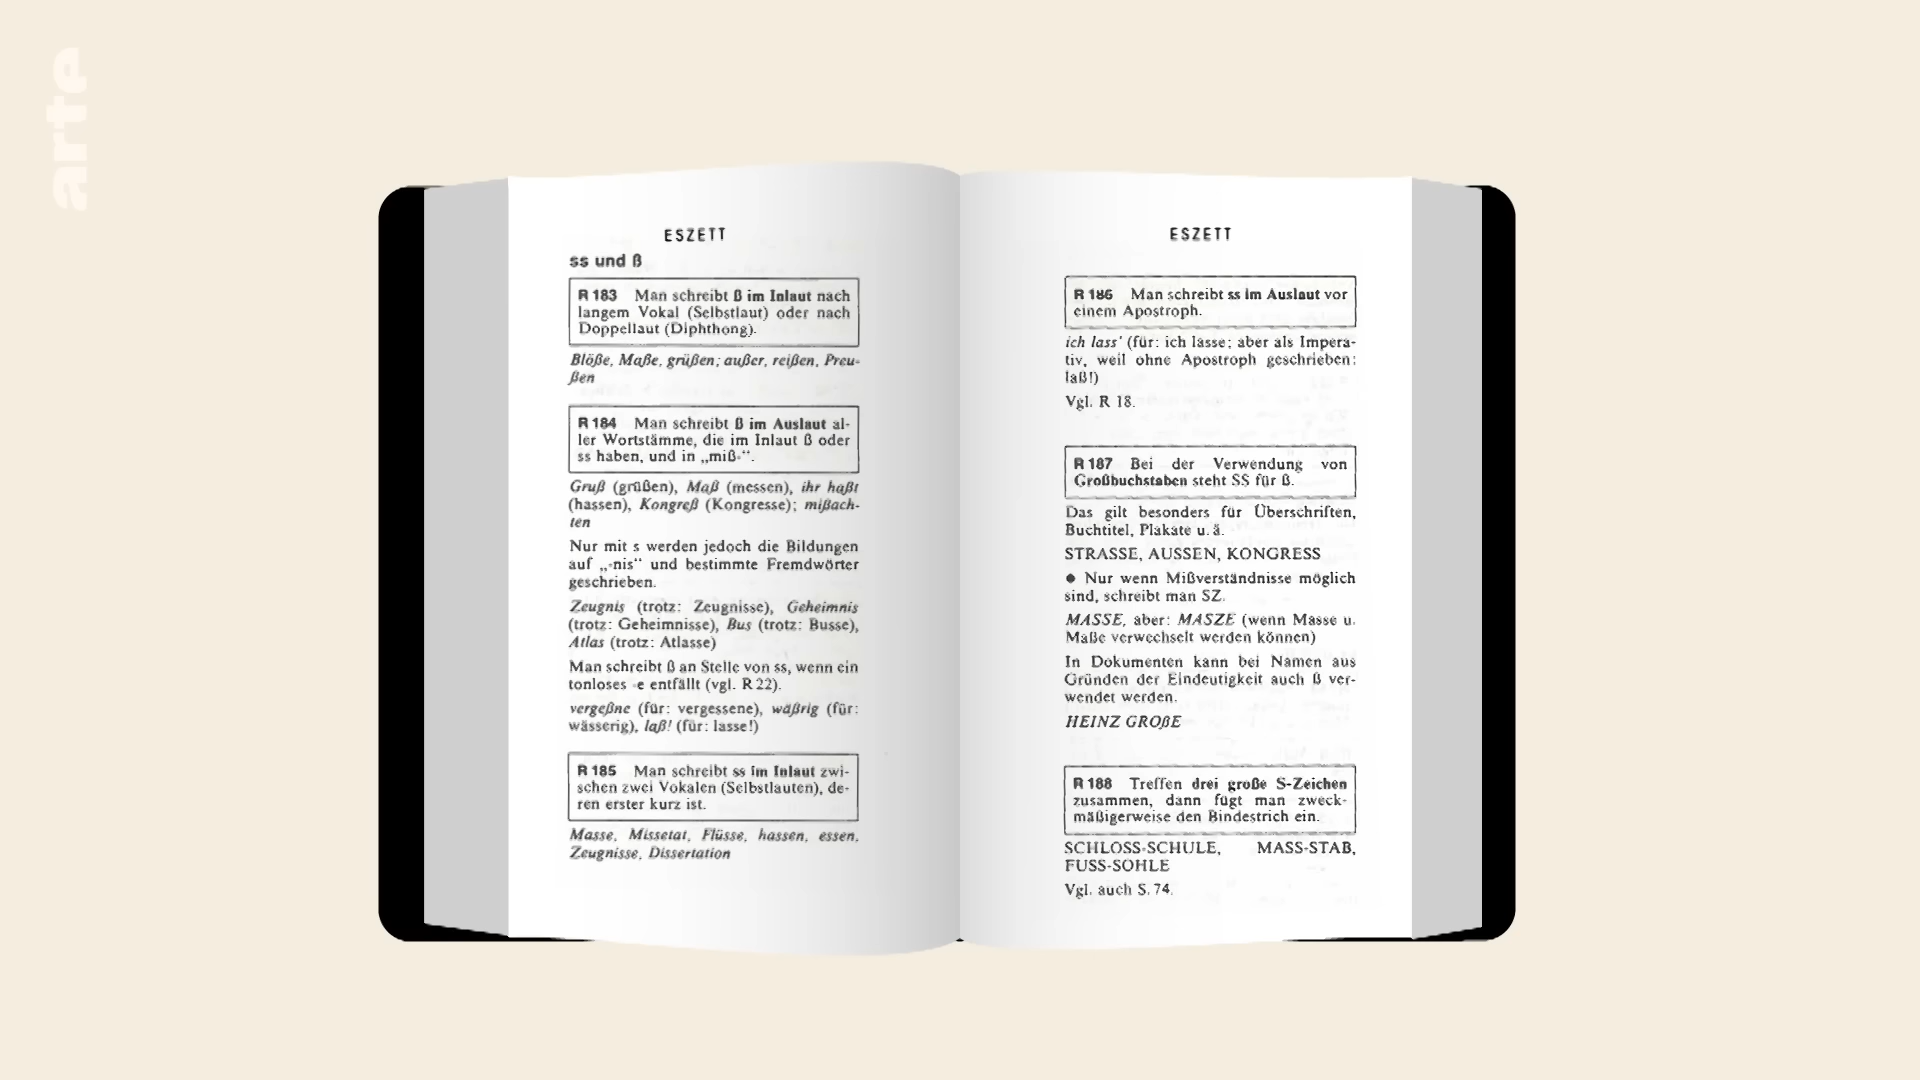 arte
ESZETT
ss und ß
R 183 Man schreibt ß im Inlaut nach
langem Vokal (Selbstlaut) oder nach
Doppellaut (Diphthong).
Blöße, Maße, grüßen; außer, reißen, Preu-
ßen
R 184 Man schreibt ß im Auslaut al-
ler Wortstämme, die im Inlaut ß oder
ss haben, und in „miß-“.
Gruß (grüßen), Maß (messen), ihr haßt
(hassen), Kongreß (Kongresse); mißach-
ten
Nur mit s werden jedoch die Bildungen
auf „-nis“ und bestimmte Fremdwörter
geschrieben.
Zeugnis (trotz: Zeugnisse), Geheimnis
(trotz: Geheimnisse), Bus (trotz: Busse),
Atlas (trotz: Atlasse)
Man schreibt ß an Stelle von ss, wenn ein
tonloses -e entfällt (vgl. R 22).
vergeßne (für: vergessene), wäßrig (für:
wässerig), laß! (für: lasse!)
R 185 Man schreibt ss im Inlaut zwi-
schen zwei Vokalen (Selbstlauten), de-
ren erster kurz ist.
Masse, Missetat, Flüsse, hassen, essen,
Zeugnisse, Dissertation
ESZETT
R 186 Man schreibt ss im Auslaut vor
einem Apostroph.
ich lass' (für: ich lasse; aber als Impera-
tiv, weil ohne Apostroph geschrieben:
laß!)
Vgl. R 18.
R 187 Bei der Verwendung von
Großbuchstaben steht SS für ß.
Das gilt besonders für Überschriften,
Buchtitel, Plakate u. ä.
STRASSE, AUSSEN, KONGRESS
● Nur wenn Mißverständnisse möglich
sind, schreibt man SZ.
MASSE, aber: MASZE (wenn Masse u.
Maße verwechselt werden können)
In Dokumenten kann bei Namen aus
Gründen der Eindeutigkeit auch ß ver-
wendet werden.
HEINZ GROßE
R 188 Treffen drei große S-Zeichen
zusammen, dann fügt man zweck-
mäßigerweise den Bindestrich ein.
SCHLOSS-SCHULE, MASS-STAB,
FUSS-SOHLE
Vgl. auch S. 74.